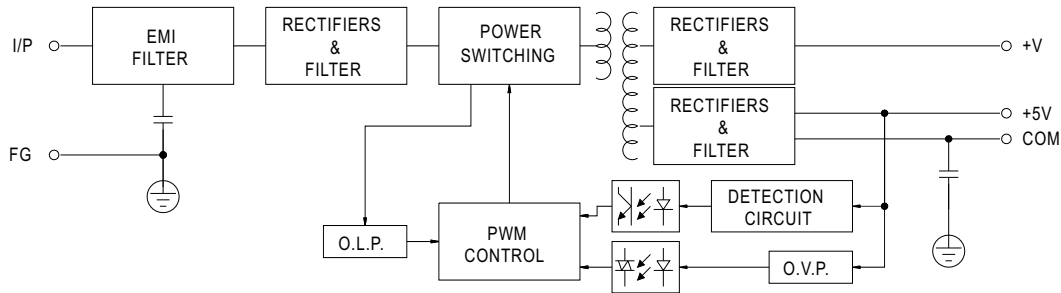 I/P
EMI
FILTER
RECTIFIERS
&
FILTER
POWER
SWITCHING
RECTIFIERS
&
FILTER
+V
RECTIFIERS
&
FILTER
+5V
COM
FG
DETECTION
CIRCUIT
O.L.P.
PWM
CONTROL
O.V.P.